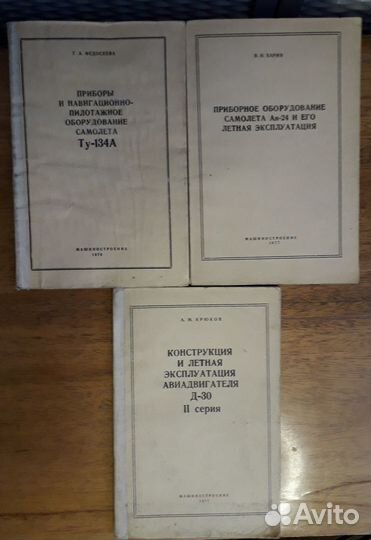 Т. А. ФЕДОСЕЕВА
ПРИБОРЫ
И НАВИГАЦИОННО-
ПИЛОТАЖНОЕ
ОБОРУДОВАНИЕ
САМОЛЕТА
Ту-134А
МАШИНОСТРОЕНИЕ
В. И. ХАРИН
ПРИБОРНОЕ ОБОРУДОВАНИЕ
САМОЛЕТА Ан-24 И ЕГО
ЛЕТНАЯ ЭКСПЛУАТАЦИЯ
МАШИНОСТРОЕНИЕ
1977
А. М. КРЮКОВ
КОНСТРУКЦИЯ
И ЛЕТНАЯ
ЭКСПЛУАТАЦИЯ
АВИАДВИГАТЕЛЯ
Д-30
II серия
МАШИНОСТРОЕНИЕ
1977
Avito